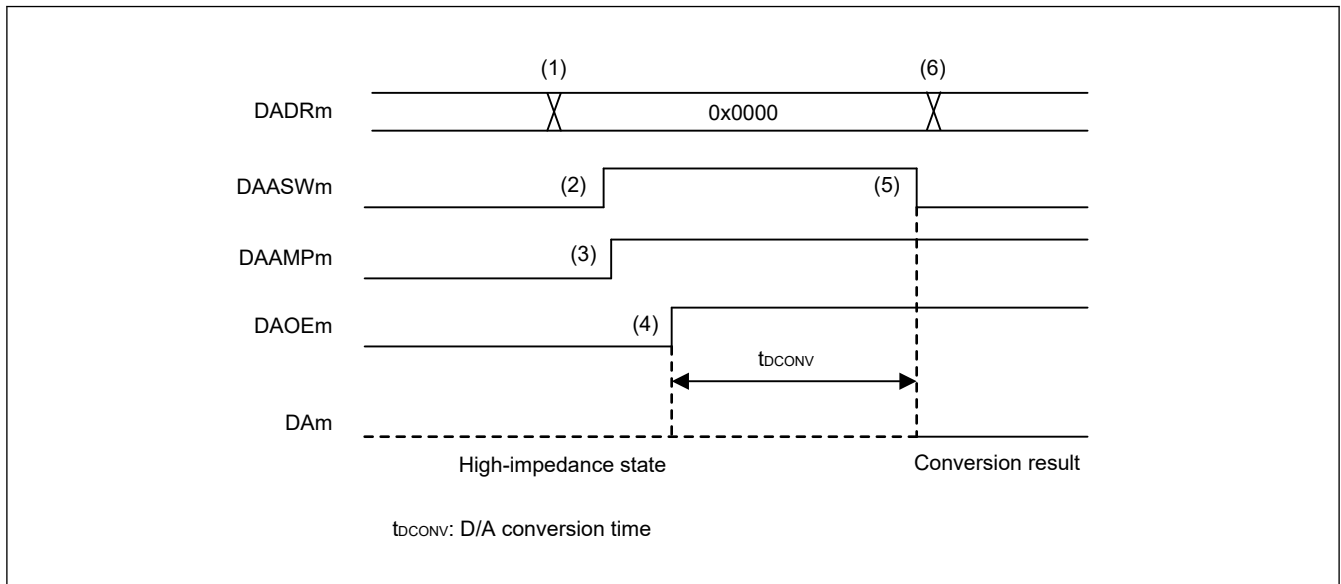 (1) (6)
DADRm 0x0000
DAASWm (2) (5)
DAAMPm (3)
DAOEm (4)
tDCONV
DAm
High-impedance state Conversion result
tDCONV: D/A conversion time